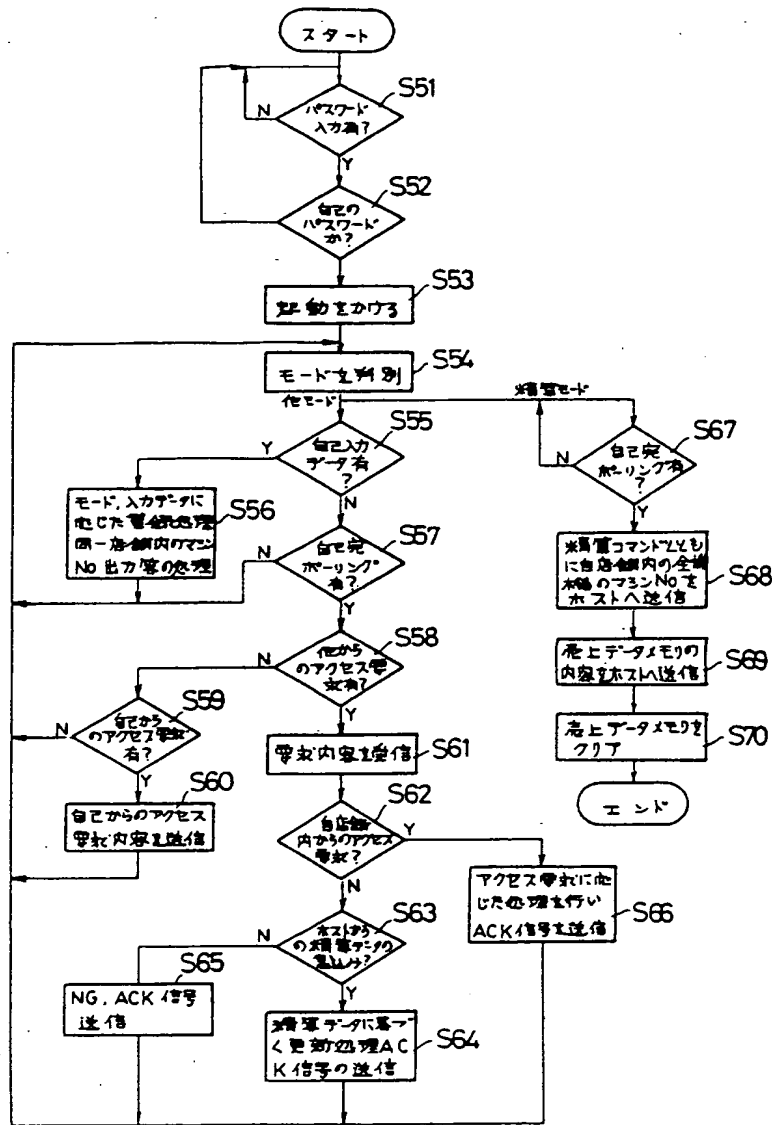 スタート
S51
パスワード
入力有?
N
Y
S52
自己の
パスワード
か?
S53
起動をかける
S54
モードを判別
他モード
精算モード
S55
自己入力
データ有
?
Y
N
S56
モード,入力データに
応じた登録処理
同一店舗内のマシン
No出力等の処理
S57
自己宛
ポーリング有?
N
Y
S58
他から
のアクセス要
求有?
N
Y
S59
自己から
のアクセス要求
有?
N
Y
S60
自己からのアクセス
要求内容を送信
S61
要求内容を受信
S62
自店舗
内からのアクセス
要求?
Y
N
S63
ホストから
の精算データの
書込みか?
N
Y
S64
精算データに基づ
く更新処理AC
K信号の送信
S65
NG,ACK信号
送信
S66
アクセス要求に応
じた処理を行い
ACK信号を送信
S67
自己宛
ポーリング有
?
N
Y
S68
精算コマンドとともに
自店舗内の全機
種のマシンNoを
ホストへ送信
S69
売上データメモリの
内容をホストへ送信
S70
売上データメモリを
クリア
エンド